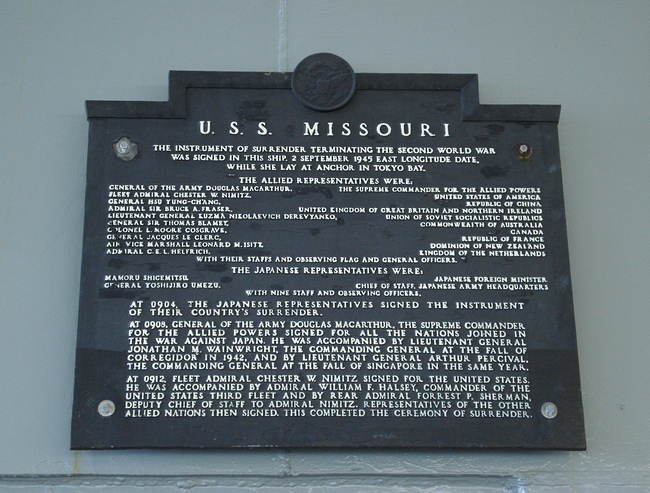 U. S. S. MISSOURI
THE INSTRUMENT OF SURRENDER TERMINATING THE SECOND WORLD WAR
WAS SIGNED IN THIS SHIP, 2 SEPTEMBER 1945 EAST LONGITUDE DATE,
WHILE SHE LAY AT ANCHOR IN TOKYO BAY.
THE ALLIED REPRESENTATIVES WERE:
GENERAL OF THE ARMY DOUGLAS MACARTHUR, THE SUPREME COMMANDER FOR THE ALLIED POWERS
FLEET ADMIRAL CHESTER W. NIMITZ, UNITED STATES OF AMERICA
GENERAL HSU YUNG-CHANG, REPUBLIC OF CHINA
ADMIRAL SIR BRUCE A. FRASER, UNITED KINGDOM OF GREAT BRITAIN AND NORTHERN IRELAND
LIEUTENANT GENERAL KUZMA NIKOLAEVICH DEREVYANKO, UNION OF SOVIET SOCIALISTIC REPUBLICS
GENERAL SIR THOMAS BLAMEY, COMMONWEALTH OF AUSTRALIA
COLONEL L. MOORE COSGRAVE, CANADA
GENERAL JACQUES LE CLERC, REPUBLIC OF FRANCE
AIR VICE MARSHALL LEONARD M. ISITT, DOMINION OF NEW ZEALAND
ADMIRAL C.E.L. HELFRICH, KINGDOM OF THE NETHERLANDS
WITH THEIR STAFFS AND OBSERVING FLAG AND GENERAL OFFICERS.
THE JAPANESE REPRESENTATIVES WERE:
MAMORU SHIGEMITSU, JAPANESE FOREIGN MINISTER
GENERAL YOSHIJIRO UMEZU, CHIEF OF STAFF, JAPANESE ARMY HEADQUARTERS
WITH NINE STAFF AND OBSERVING OFFICERS.
AT 0904, THE JAPANESE REPRESENTATIVES SIGNED THE INSTRUMENT
OF THEIR COUNTRY'S SURRENDER.
AT 0908, GENERAL OF THE ARMY DOUGLAS MACARTHUR, THE SUPREME COMMANDER
FOR THE ALLIED POWERS SIGNED FOR ALL THE NATIONS JOINED IN
THE WAR AGAINST JAPAN. HE WAS ACCOMPANIED BY LIEUTENANT GENERAL
JONATHAN M. WAINWRIGHT, THE COMMANDING GENERAL AT THE FALL OF
CORREGIDOR IN 1942, AND BY LIEUTENANT GENERAL ARTHUR PERCIVAL,
THE COMMANDING GENERAL AT THE FALL OF SINGAPORE IN THE SAME YEAR.
AT 0912, FLEET ADMIRAL CHESTER W. NIMITZ SIGNED FOR THE UNITED STATES.
HE WAS ACCOMPANIED BY ADMIRAL WILLIAM F. HALSEY, COMMANDER OF THE
UNITED STATES THIRD FLEET AND BY REAR ADMIRAL FORREST P. SHERMAN,
DEPUTY CHIEF OF STAFF TO ADMIRAL NIMITZ. REPRESENTATIVES OF THE OTHER
ALLIED NATIONS THEN SIGNED. THIS COMPLETED THE CEREMONY OF SURRENDER.